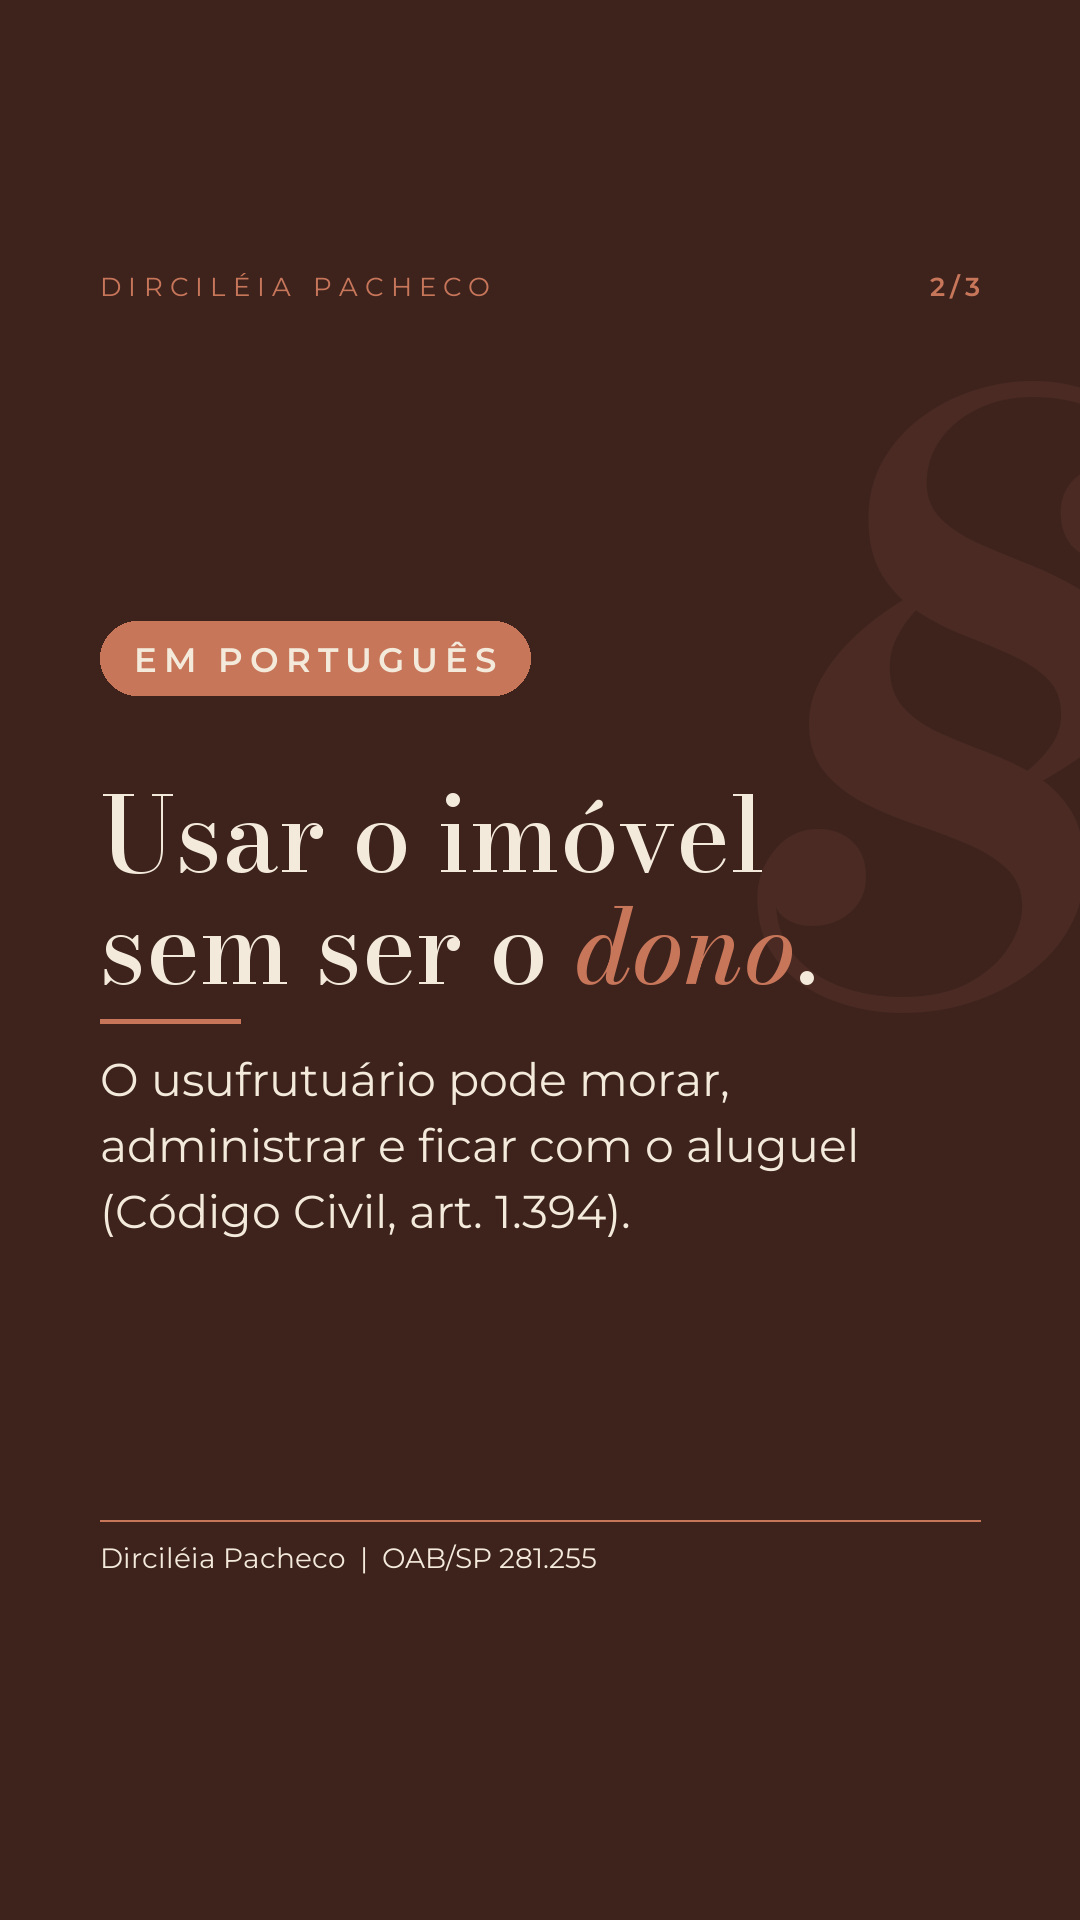 DIRCILÉIA PACHECO 2/3
§
EM PORTUGUÊS
Usar o imóvel
sem ser o dono.
O usufrutuário pode morar,
administrar e ficar com o aluguel
(Código Civil, art. 1.394).
Dirciléia Pacheco | OAB/SP 281.255